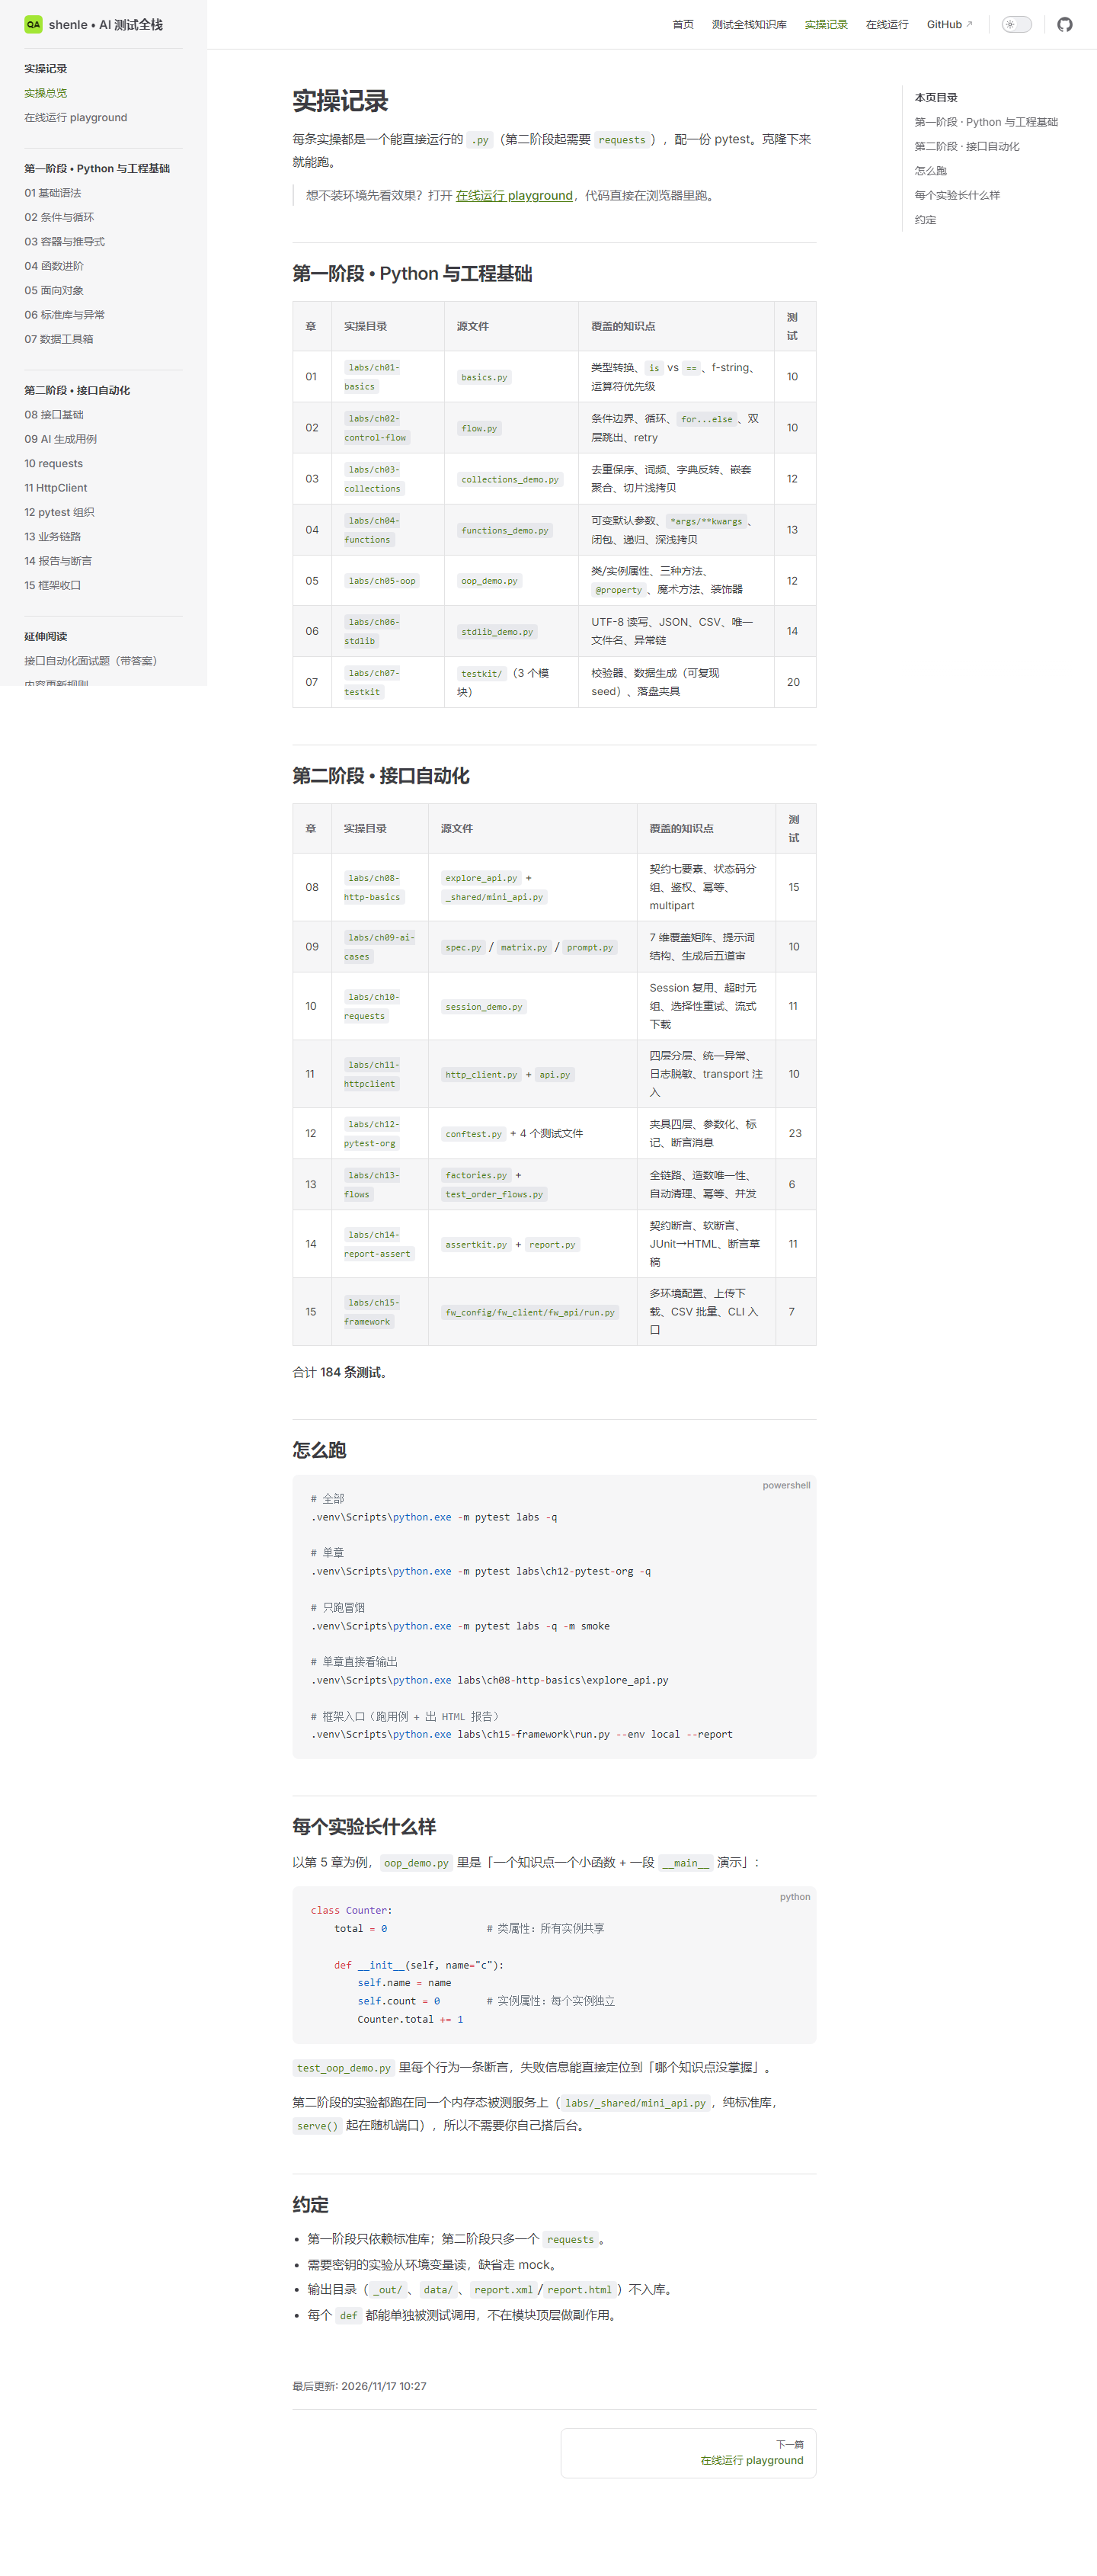 QA shenle • AI 测试全栈
首页 测试全栈知识库 实操记录 在线运行 GitHub ↗
实操记录
实操总览
在线运行 playground
第一阶段 • Python 与工程基础
01 基础语法
02 条件与循环
03 容器与推导式
04 函数进阶
05 面向对象
06 标准库与异常
07 数据工具箱
第二阶段 • 接口自动化
08 接口基础
09 AI 生成用例
10 requests
11 HttpClient
12 pytest 组织
13 业务链路
14 报告与断言
15 框架收口
延伸阅读
接口自动化面试题（带答案）
内容更新规则
实操记录
每条实操都是一个能直接运行的 .py（第二阶段起需要 requests），配一份 pytest。克隆下来
就能跑。
想不装环境先看效果？打开 在线运行 playground，代码直接在浏览器里跑。
本页目录
第一阶段 · Python 与工程基础
第二阶段 · 接口自动化
怎么跑
每个实验长什么样
约定
第一阶段 • Python 与工程基础
章 实操目录 源文件 覆盖的知识点 测
试
01 labs/ch01-
basics basics.py 类型转换、is vs ==、f-string、
运算符优先级 10
02 labs/ch02-
control-flow flow.py 条件边界、循环、for...else、双
层跳出、retry 10
03 labs/ch03-
collections collections_demo.py 去重保序、词频、字典反转、嵌套
聚合、切片浅拷贝 12
04 labs/ch04-
functions functions_demo.py 可变默认参数、*args/**kwargs、
闭包、递归、深浅拷贝 13
05 labs/ch05-oop oop_demo.py 类/实例属性、三种方法、
@property、魔术方法、装饰器 12
06 labs/ch06-
stdlib stdlib_demo.py UTF-8 读写、JSON、CSV、唯一
文件名、异常链 14
07 labs/ch07-
testkit testkit/（3 个模
块） 校验器、数据生成（可复现
seed）、落盘夹具 20
第二阶段 • 接口自动化
章 实操目录 源文件 覆盖的知识点 测
试
08 labs/ch08-
http-basics explore_api.py +
_shared/mini_api.py 契约七要素、状态码分
组、鉴权、幂等、
multipart 15
09 labs/ch09-ai-
cases spec.py / matrix.py / prompt.py 7 维覆盖矩阵、提示词
结构、生成后五道审 10
10 labs/ch10-
requests session_demo.py Session 复用、超时元
组、选择性重试、流式
下载 11
11 labs/ch11-
httpclient http_client.py + api.py 四层分层、统一异常、
日志脱敏、transport 注
入 10
12 labs/ch12-
pytest-org conftest.py + 4 个测试文件 夹具四层、参数化、标
记、断言消息 23
13 labs/ch13-
flows factories.py +
test_order_flows.py 全链路、造数唯一性、
自动清理、幂等、并发 6
14 labs/ch14-
report-assert assertkit.py + report.py 契约断言、软断言、
JUnit→HTML、断言草
稿 11
15 labs/ch15-
framework fw_config/fw_client/fw_api/run.py 多环境配置、上传下
载、CSV 批量、CLI 入
口 7
合计 184 条测试。
怎么跑
powershell
# 全部
.venv\Scripts\python.exe -m pytest labs -q
# 单章
.venv\Scripts\python.exe -m pytest labs\ch12-pytest-org -q
# 只跑冒烟
.venv\Scripts\python.exe -m pytest labs -q -m smoke
# 单章直接看输出
.venv\Scripts\python.exe labs\ch08-http-basics\explore_api.py
# 框架入口（跑用例 + 出 HTML 报告）
.venv\Scripts\python.exe labs\ch15-framework\run.py --env local --report
每个实验长什么样
以第 5 章为例，oop_demo.py 里是「一个知识点一个小函数 + 一段 __main__ 演示」：
python
class Counter:
total = 0 # 类属性：所有实例共享
def __init__(self, name="c"):
self.name = name
self.count = 0 # 实例属性：每个实例独立
Counter.total += 1
test_oop_demo.py 里每个行为一条断言，失败信息能直接定位到「哪个知识点没掌握」。
第二阶段的实验都跑在同一个内存态被测服务上（labs/_shared/mini_api.py，纯标准库，
serve() 起在随机端口），所以不需要你自己搭后台。
约定
• 第一阶段只依赖标准库；第二阶段只多一个 requests。
• 需要密钥的实验从环境变量读，缺省走 mock。
• 输出目录（_out/、data/、report.xml/report.html）不入库。
• 每个 def 都能单独被测试调用，不在模块顶层做副作用。
最后更新: 2026/11/17 10:27
下一篇
在线运行 playground